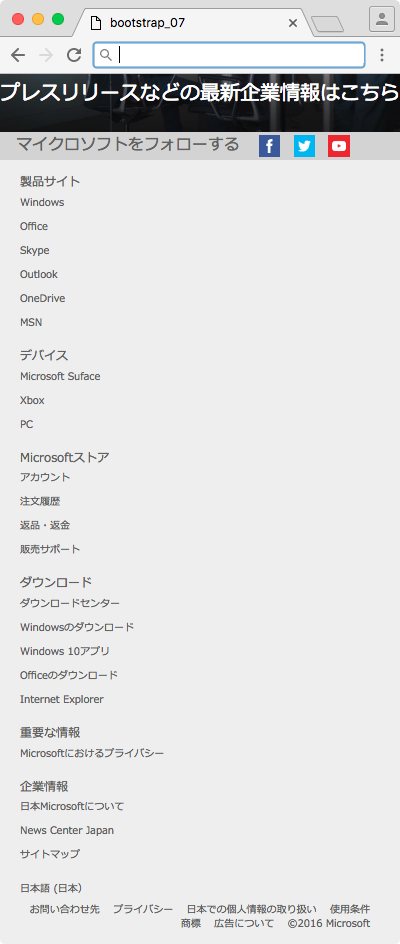 bootstrap_07
プレスリリースなどの最新企業情報はこちら
マイクロソフトをフォローする
製品サイト
Windows
Office
Skype
Outlook
OneDrive
MSN
デバイス
Microsoft Suface
Xbox
PC
Microsoftストア
アカウント
注文履歴
返品・返金
販売サポート
ダウンロード
ダウンロードセンター
Windowsのダウンロード
Windows 10アプリ
Officeのダウンロード
Internet Explorer
重要な情報
Microsoftにおけるプライバシー
企業情報
日本Microsoftについて
News Center Japan
サイトマップ
日本語 (日本)
お問い合わせ先 プライバシー 日本での個人情報の取り扱い 使用条件
商標 広告について ©2016 Microsoft